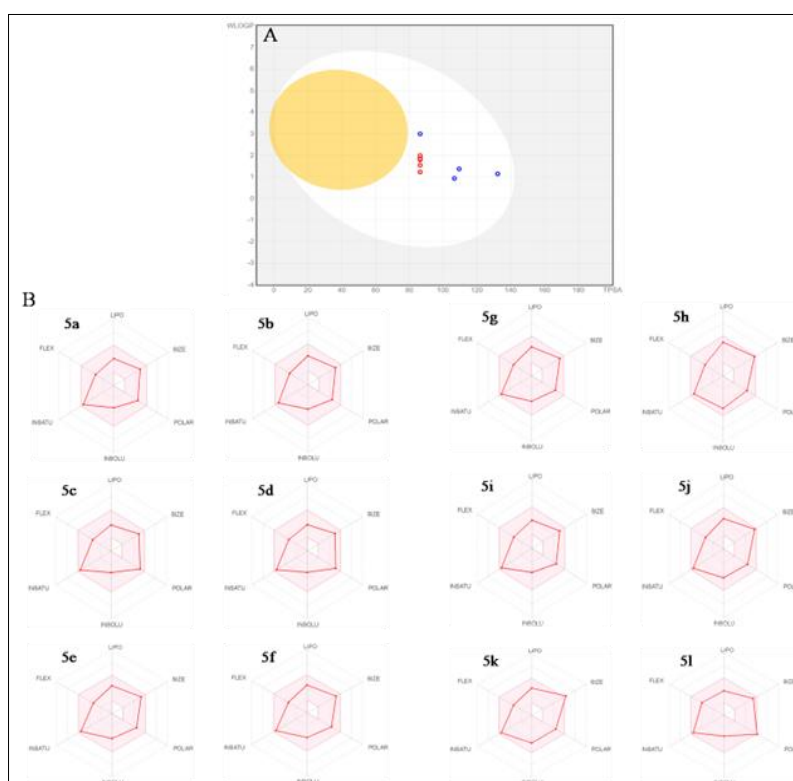 A
WLOGP
7
6
5
4
3
2
1
0
-1
-2
-3
-4
0 20 40 60 80 100 120 140 160 180 TPSA
B
5a
LIPO
FLEX SIZE
INSATU POLAR
INSOLU
5b
LIPO
FLEX SIZE
INSATU POLAR
INSOLU
5g
LIPO
FLEX SIZE
INSATU POLAR
INSOLU
5h
LIPO
FLEX SIZE
INSATU POLAR
INSOLU
5c
LIPO
FLEX SIZE
INSATU POLAR
INSOLU
5d
LIPO
FLEX SIZE
INSATU POLAR
INSOLU
5i
LIPO
FLEX SIZE
INSATU POLAR
INSOLU
5j
LIPO
FLEX SIZE
INSATU POLAR
INSOLU
5e
LIPO
FLEX SIZE
INSATU POLAR
INSOLU
5f
LIPO
FLEX SIZE
INSATU POLAR
INSOLU
5k
LIPO
FLEX SIZE
INSATU POLAR
INSOLU
5l
LIPO
FLEX SIZE
INSATU POLAR
INSOLU